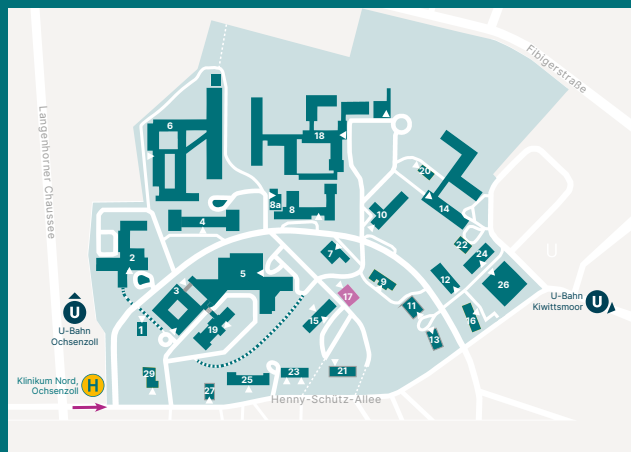 Fibigerstraße
Langenhorner Chaussee
6
18
20
8a
8
14
4
10
22
7
24
2
5
26
9
12
3
17
11
U
U-Bahn
Kiwittsmoor
U
U
U-Bahn
Ochsenzoll
1
19
15
16
13
29
23
21
25
27
Klinikum Nord,
Ochsenzoll
H
Henny-Schütz-Allee